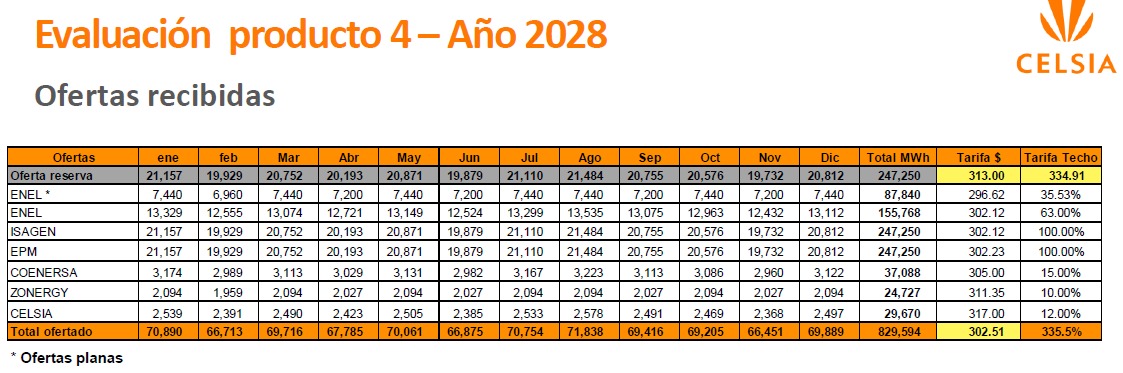 Evaluación producto 4 – Año 2028
CELSIA
Ofertas recibidas
Ofertas ene feb Mar Abr May Jun Jul Ago Sep Oct Nov Dic Total MWh Tarifa $ Tarifa Techo
Oferta reserva 21,157 19,929 20,752 20,193 20,871 19,879 21,110 21,484 20,755 20,576 19,732 20,812 247,250 313.00 334.91
ENEL * 7,440 6,960 7,440 7,200 7,440 7,200 7,440 7,440 7,200 7,440 7,200 7,440 87,840 296.62 35.53%
ENEL 13,329 12,555 13,074 12,721 13,149 12,524 13,299 13,535 13,075 12,963 12,432 13,112 155,768 302.12 63.00%
ISAGEN 21,157 19,929 20,752 20,193 20,871 19,879 21,110 21,484 20,755 20,576 19,732 20,812 247,250 302.12 100.00%
EPM 21,157 19,929 20,752 20,193 20,871 19,879 21,110 21,484 20,755 20,576 19,732 20,812 247,250 302.23 100.00%
COENERSA 3,174 2,989 3,113 3,029 3,131 2,982 3,167 3,223 3,113 3,086 2,960 3,122 37,088 305.00 15.00%
ZONERGY 2,094 1,959 2,094 2,027 2,094 2,027 2,094 2,094 2,027 2,094 2,027 2,094 24,727 311.35 10.00%
CELSIA 2,539 2,391 2,490 2,423 2,505 2,385 2,533 2,578 2,491 2,469 2,368 2,497 29,670 317.00 12.00%
Total ofertado 70,890 66,713 69,716 67,785 70,061 66,875 70,754 71,838 69,416 69,205 66,451 69,889 829,594 302.51 335.5%
* Ofertas planas